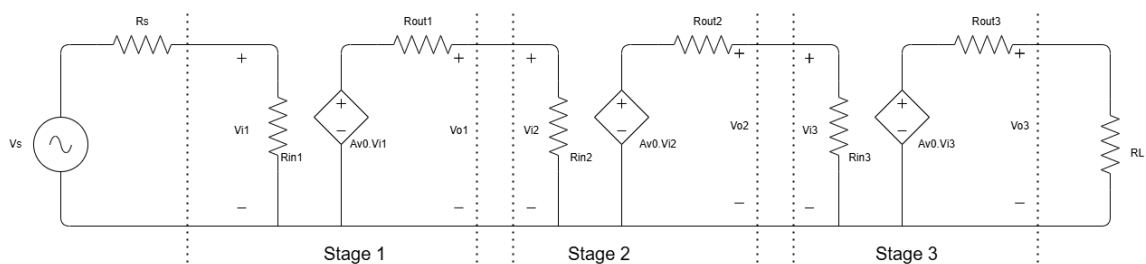 Rs Rout1 Rout2 Rout3
+ + + + + + +
+ + +
Vs Vi1 Vo1 Vi2 Vo2 Vi3 Vo3
− − −
Rin1 Av0.Vi1 Rin2 Av0.Vi2 Rin3 Av0.Vi3 RL
− − − − − −
Stage 1 Stage 2 Stage 3